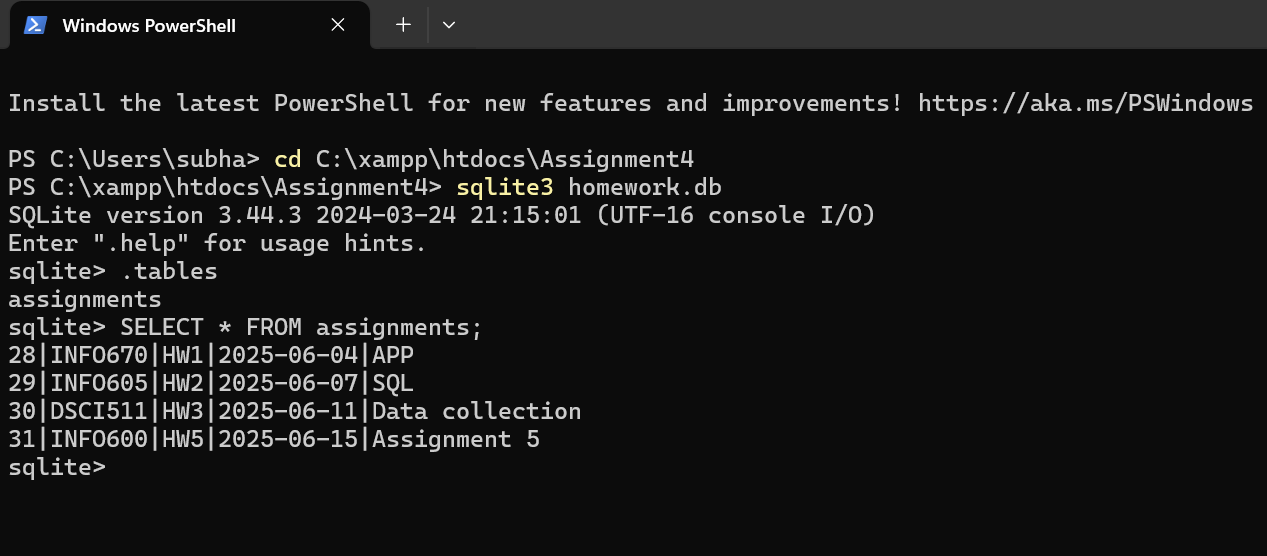 Windows PowerShell
Install the latest PowerShell for new features and improvements! https://aka.ms/PSWindows
PS C:\Users\subha> cd C:\xampp\htdocs\Assignment4
PS C:\xampp\htdocs\Assignment4> sqlite3 homework.db
SQLite version 3.44.3 2024-03-24 21:15:01 (UTF-16 console I/O)
Enter ".help" for usage hints.
sqlite> .tables
assignments
sqlite> SELECT * FROM assignments;
28|INFO670|HW1|2025-06-04|APP
29|INFO605|HW2|2025-06-07|SQL
30|DSCI511|HW3|2025-06-11|Data collection
31|INFO600|HW5|2025-06-15|Assignment 5
sqlite>